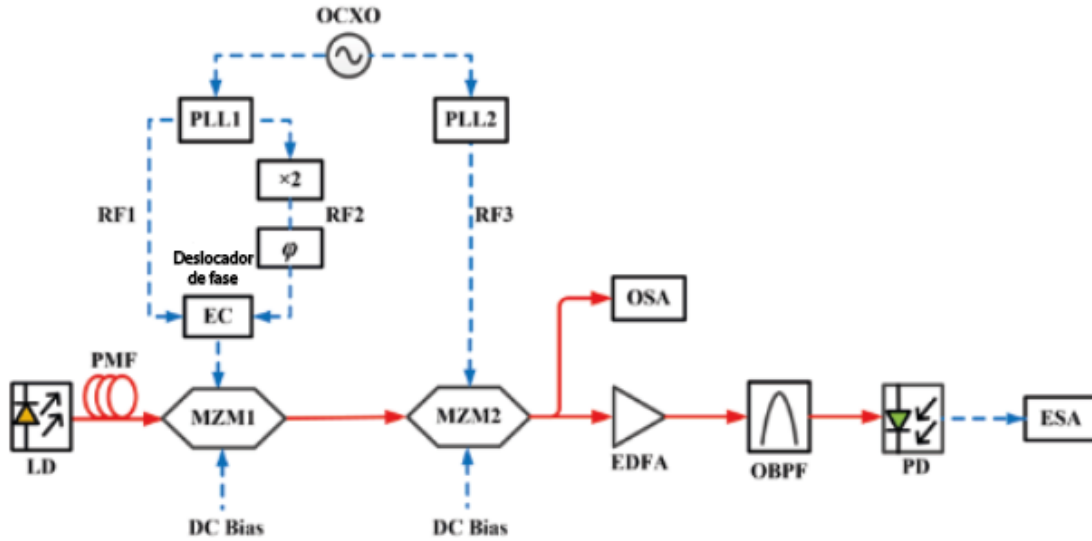 OCXO
PLL1
PLL2
×2
RF1
RF2
RF3
Deslocador
de fase
φ
EC
OSA
PMF
MZM1
MZM2
LD
EDFA
OBPF
PD
ESA
DC Bias
DC Bias